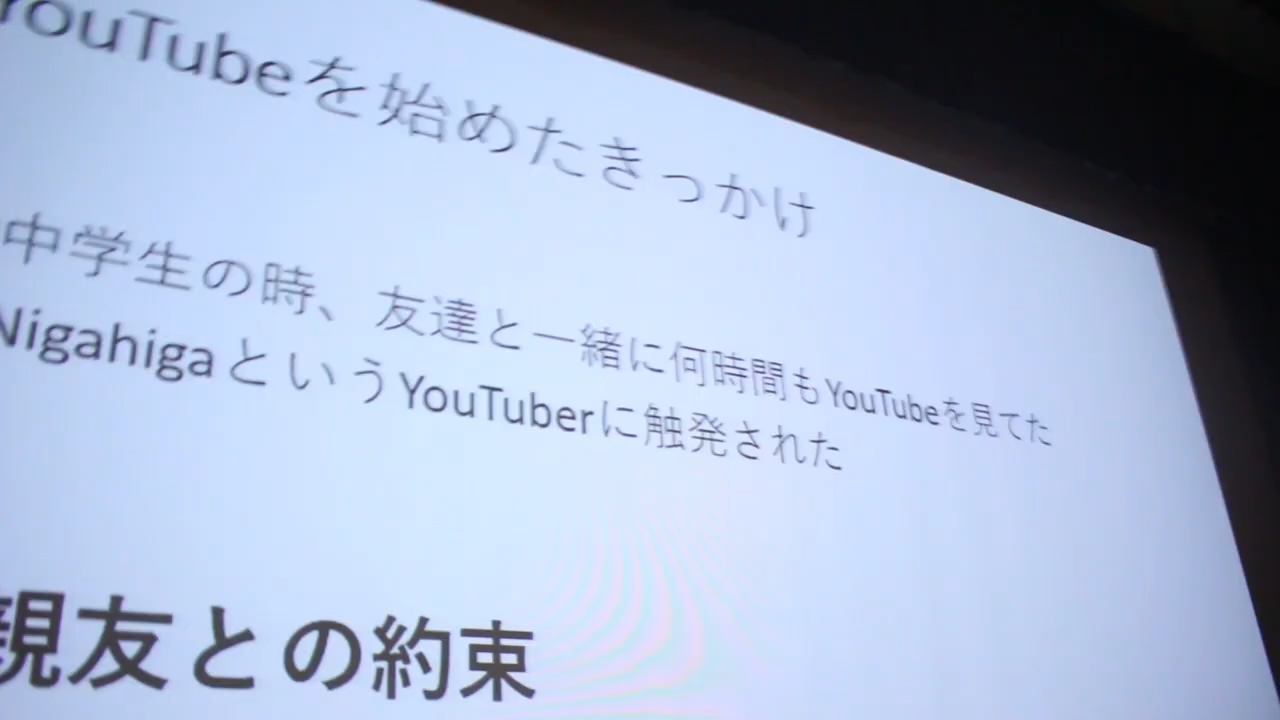 YouTubeを始めたきっかけ
中学生の時、友達と一緒に何時間もYouTubeを見てた
NigahigaというYouTuberに触発された
親友との約束